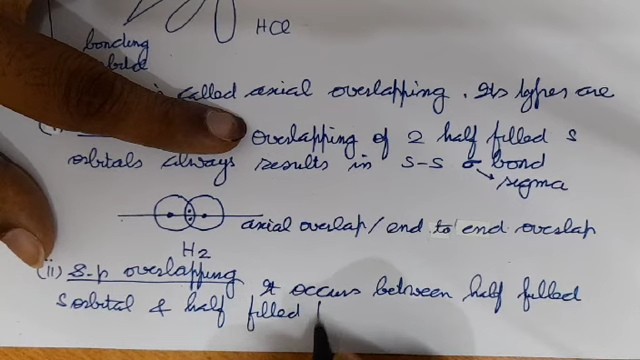 HCl
bonding
called axial overlapping. Its types are
overlapping of 2 half filled s
orbitals always results in s-s σ bond
sigma
axial overlap/end to end overlap
H2
(ii) s-p overlapping It occurs between half filled
s orbital & half filled